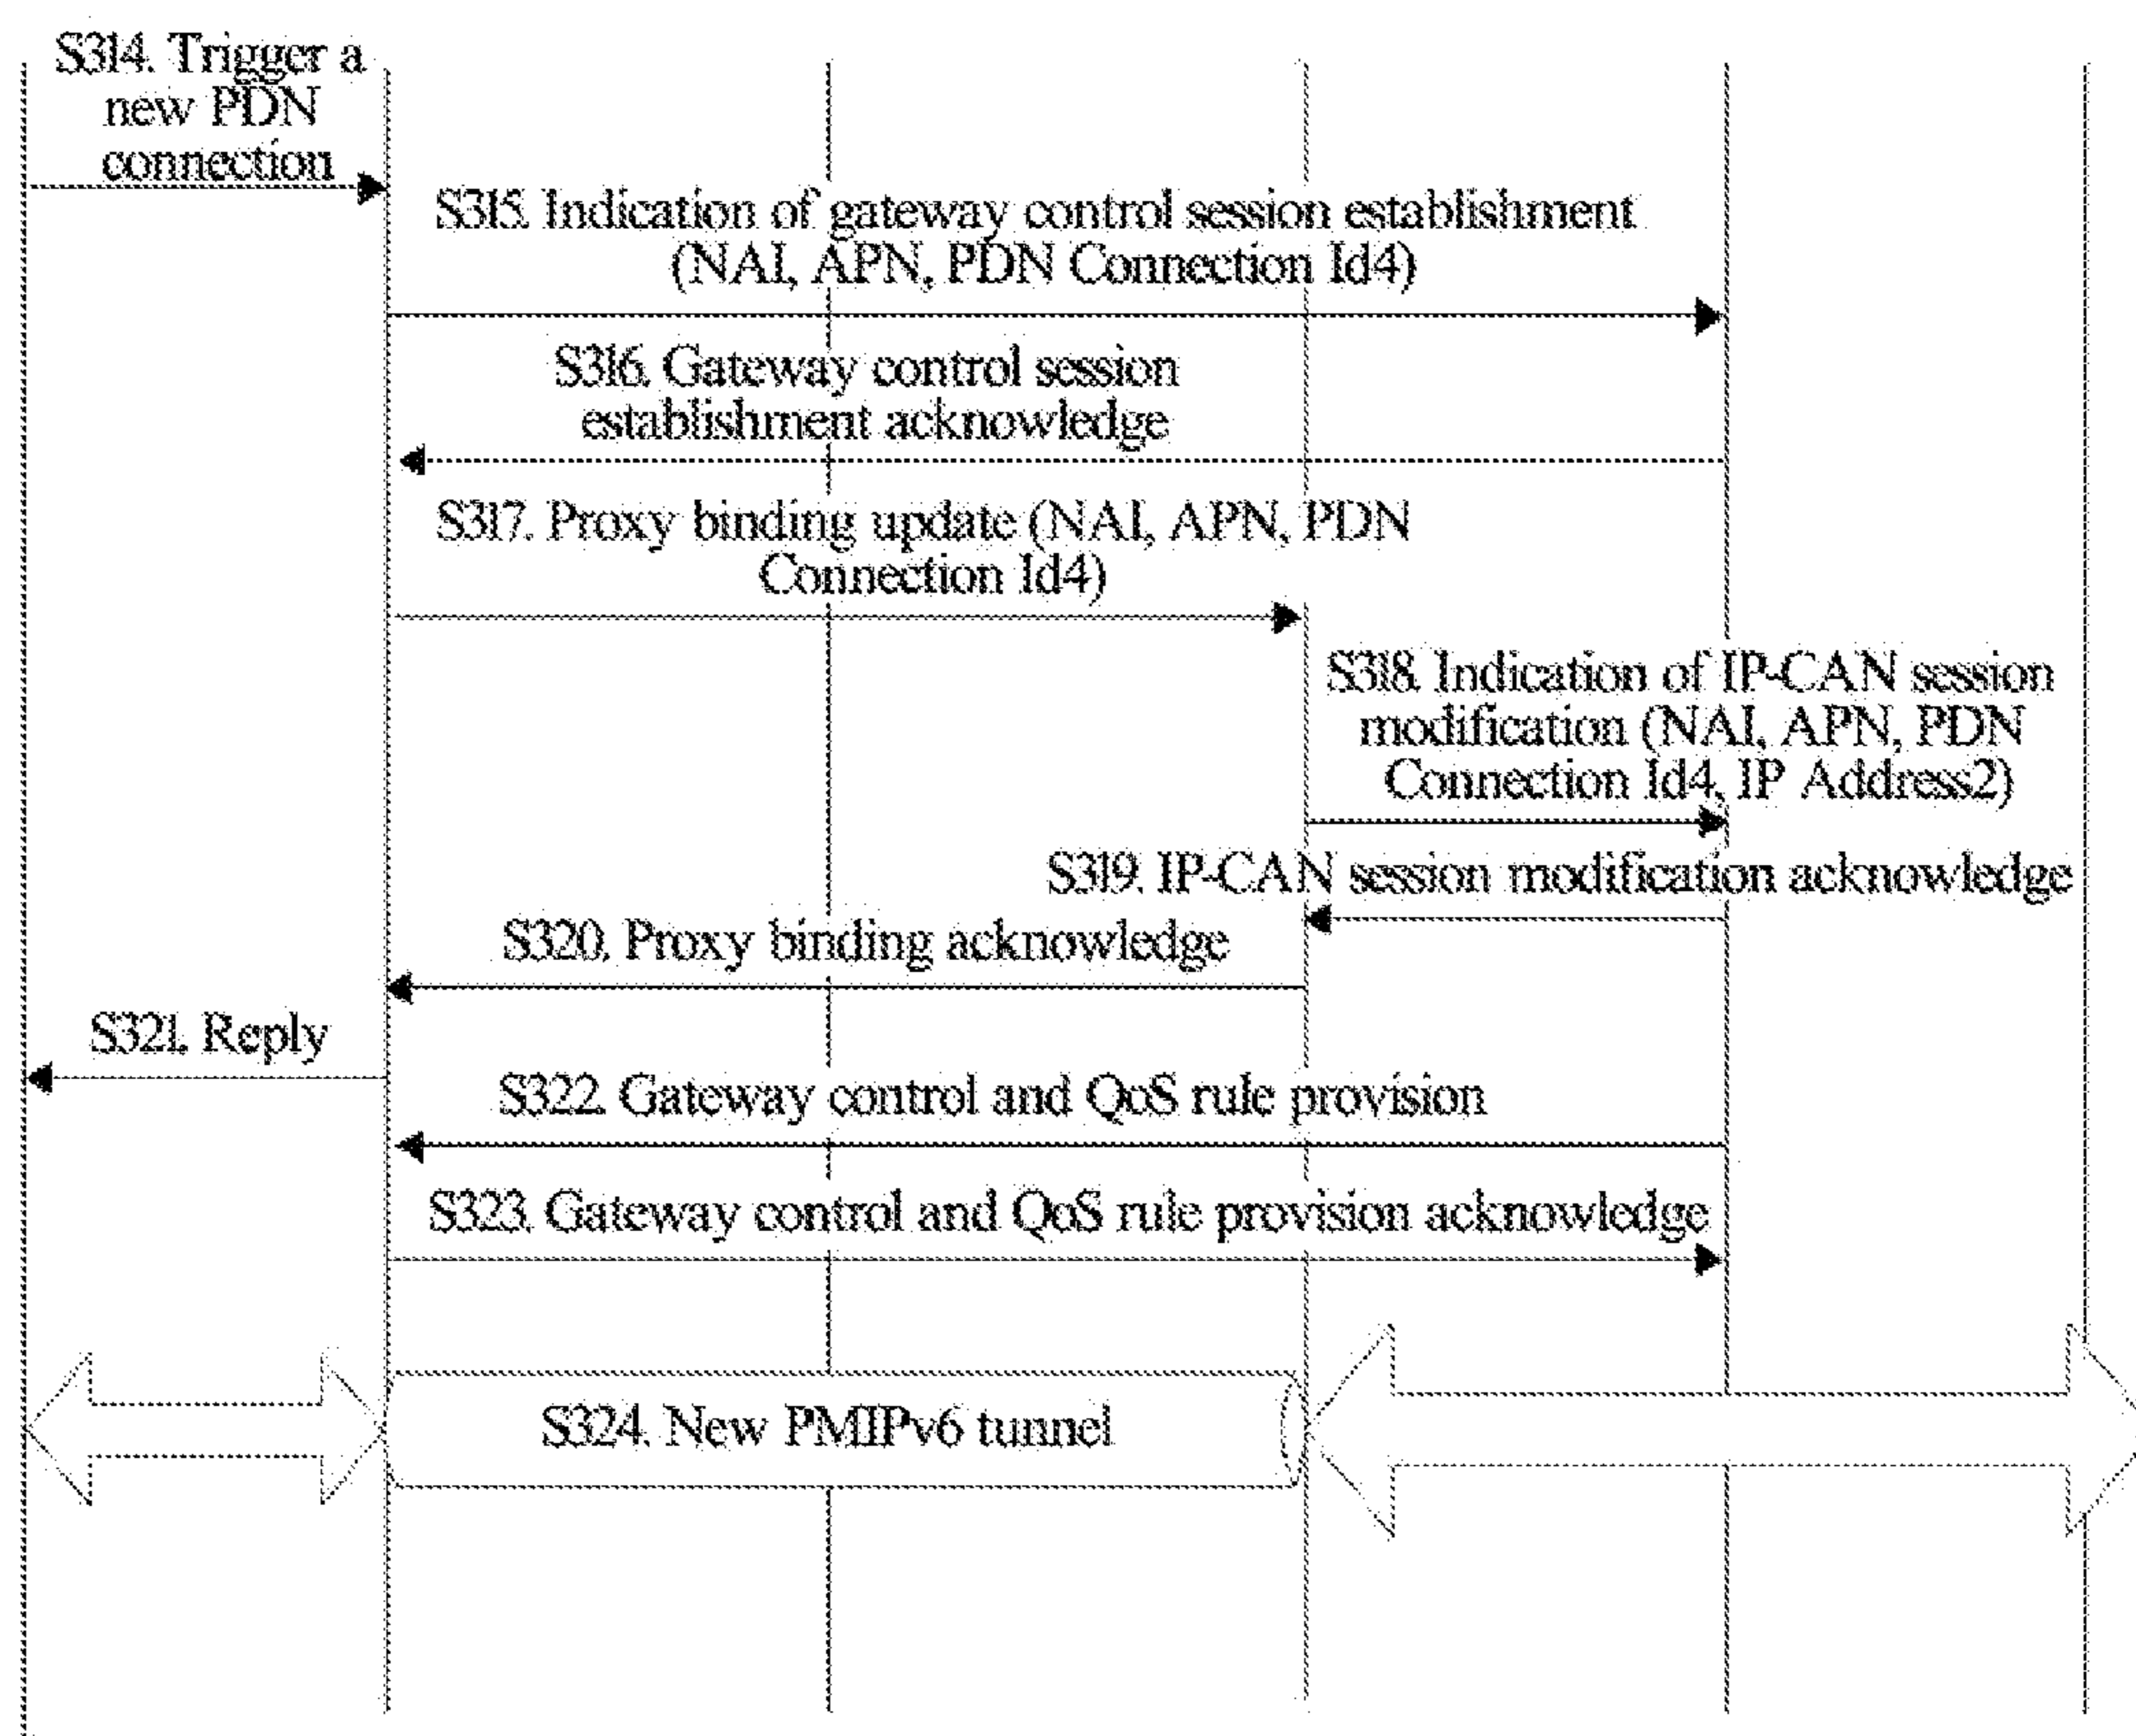 S314. Trigger a
new PDN
connection
S315. Indication of gateway control session establishment
(NAI, APN, PDN Connection Id4)
S316. Gateway control session
establishment acknowledge
S317. Proxy binding update (NAI, APN, PDN
Connection Id4)
S318. Indication of IP-CAN session
modification (NAI, APN, PDN
Connection Id4, IP Address2)
S319. IP-CAN session modification acknowledge
S320. Proxy binding acknowledge
S321. Reply
S322. Gateway control and QoS rule provision
S323. Gateway control and QoS rule provision acknowledge
S324. New PMIPv6 tunnel